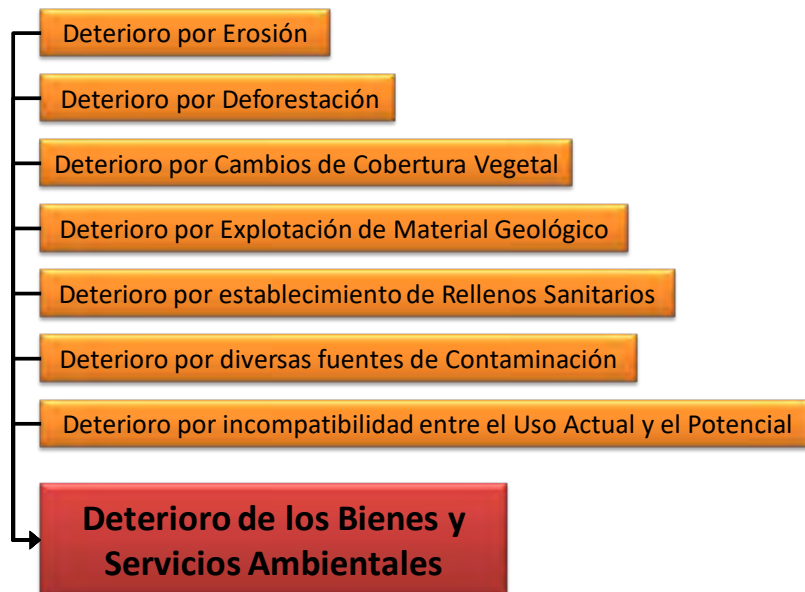 Deterioro por Erosión
Deterioro por Deforestación
Deterioro por Cambios de Cobertura Vegetal
Deterioro por Explotación de Material Geológico
Deterioro por establecimiento de Rellenos Sanitarios
Deterioro por diversas fuentes de Contaminación
Deterioro por incompatibilidad entre el Uso Actual y el Potencial
Deterioro de los Bienes y
Servicios Ambientales